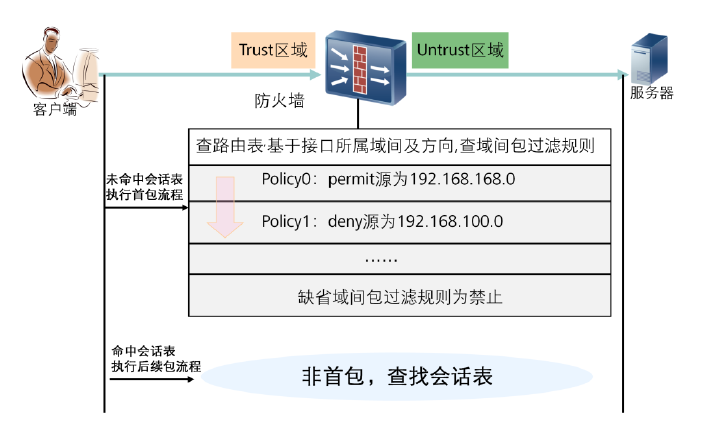 Trust区域
Untrust区域
客户端
防火墙
服务器
查路由表·基于接口所属域间及方向,查域间包过滤规则
未命中会话表
执行首包流程
Policy0：permit源为192.168.168.0
Policy1：deny源为192.168.100.0
......
缺省域间包过滤规则为禁止
命中会话表
执行后续包流程
非首包，查找会话表